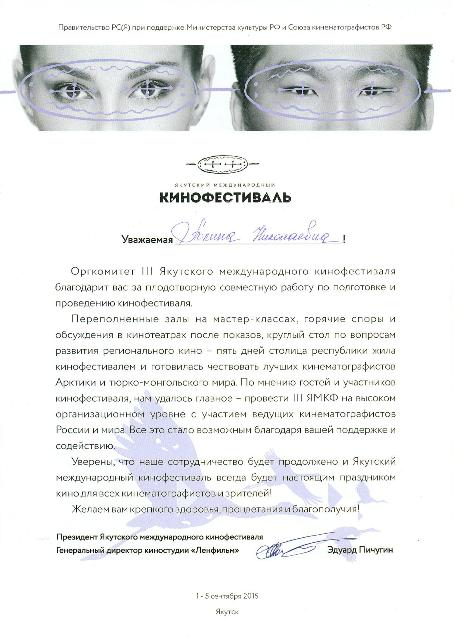 Правительство РС(Я) при поддержке Министерства культуры РФ и Союза кинематографистов РФ
ЯКУТСКИЙ МЕЖДУНАРОДНЫЙ
КИНОФЕСТИВАЛЬ
Уважаемая Николаевна !
Оргкомитет III Якутского международного кинофестиваля
благодарит вас за плодотворную совместную работу по подготовке и
проведению кинофестиваля.
Переполненные залы на мастер-классах, горячие споры и
обсуждения в кинотеатрах после показов, круглый стол по вопросам
развития регионального кино – пять дней столица республики жила
кинофестивалем и готовилась чествовать лучших кинематографистов
Арктики и тюрко-монгольского мира. По мнению гостей и участников
кинофестиваля, нам удалось главное – провести III ЯМКФ на высоком
организационном уровне с участием ведущих кинематографистов
России и мира. Все это стало возможным благодаря вашей поддержке и
содействию.
Уверены, что наше сотрудничество будет продолжено и Якутский
международный кинофестиваль всегда будет настоящим праздником
кино для всех кинематографистов и зрителей!
Желаем вам крепкого здоровья, процветания и благополучия!
Президент Якутского международного кинофестиваля
Генеральный директор киностудии «Ленфильм» Эдуард Пичугин
1 - 5 сентября 2015
Якутск